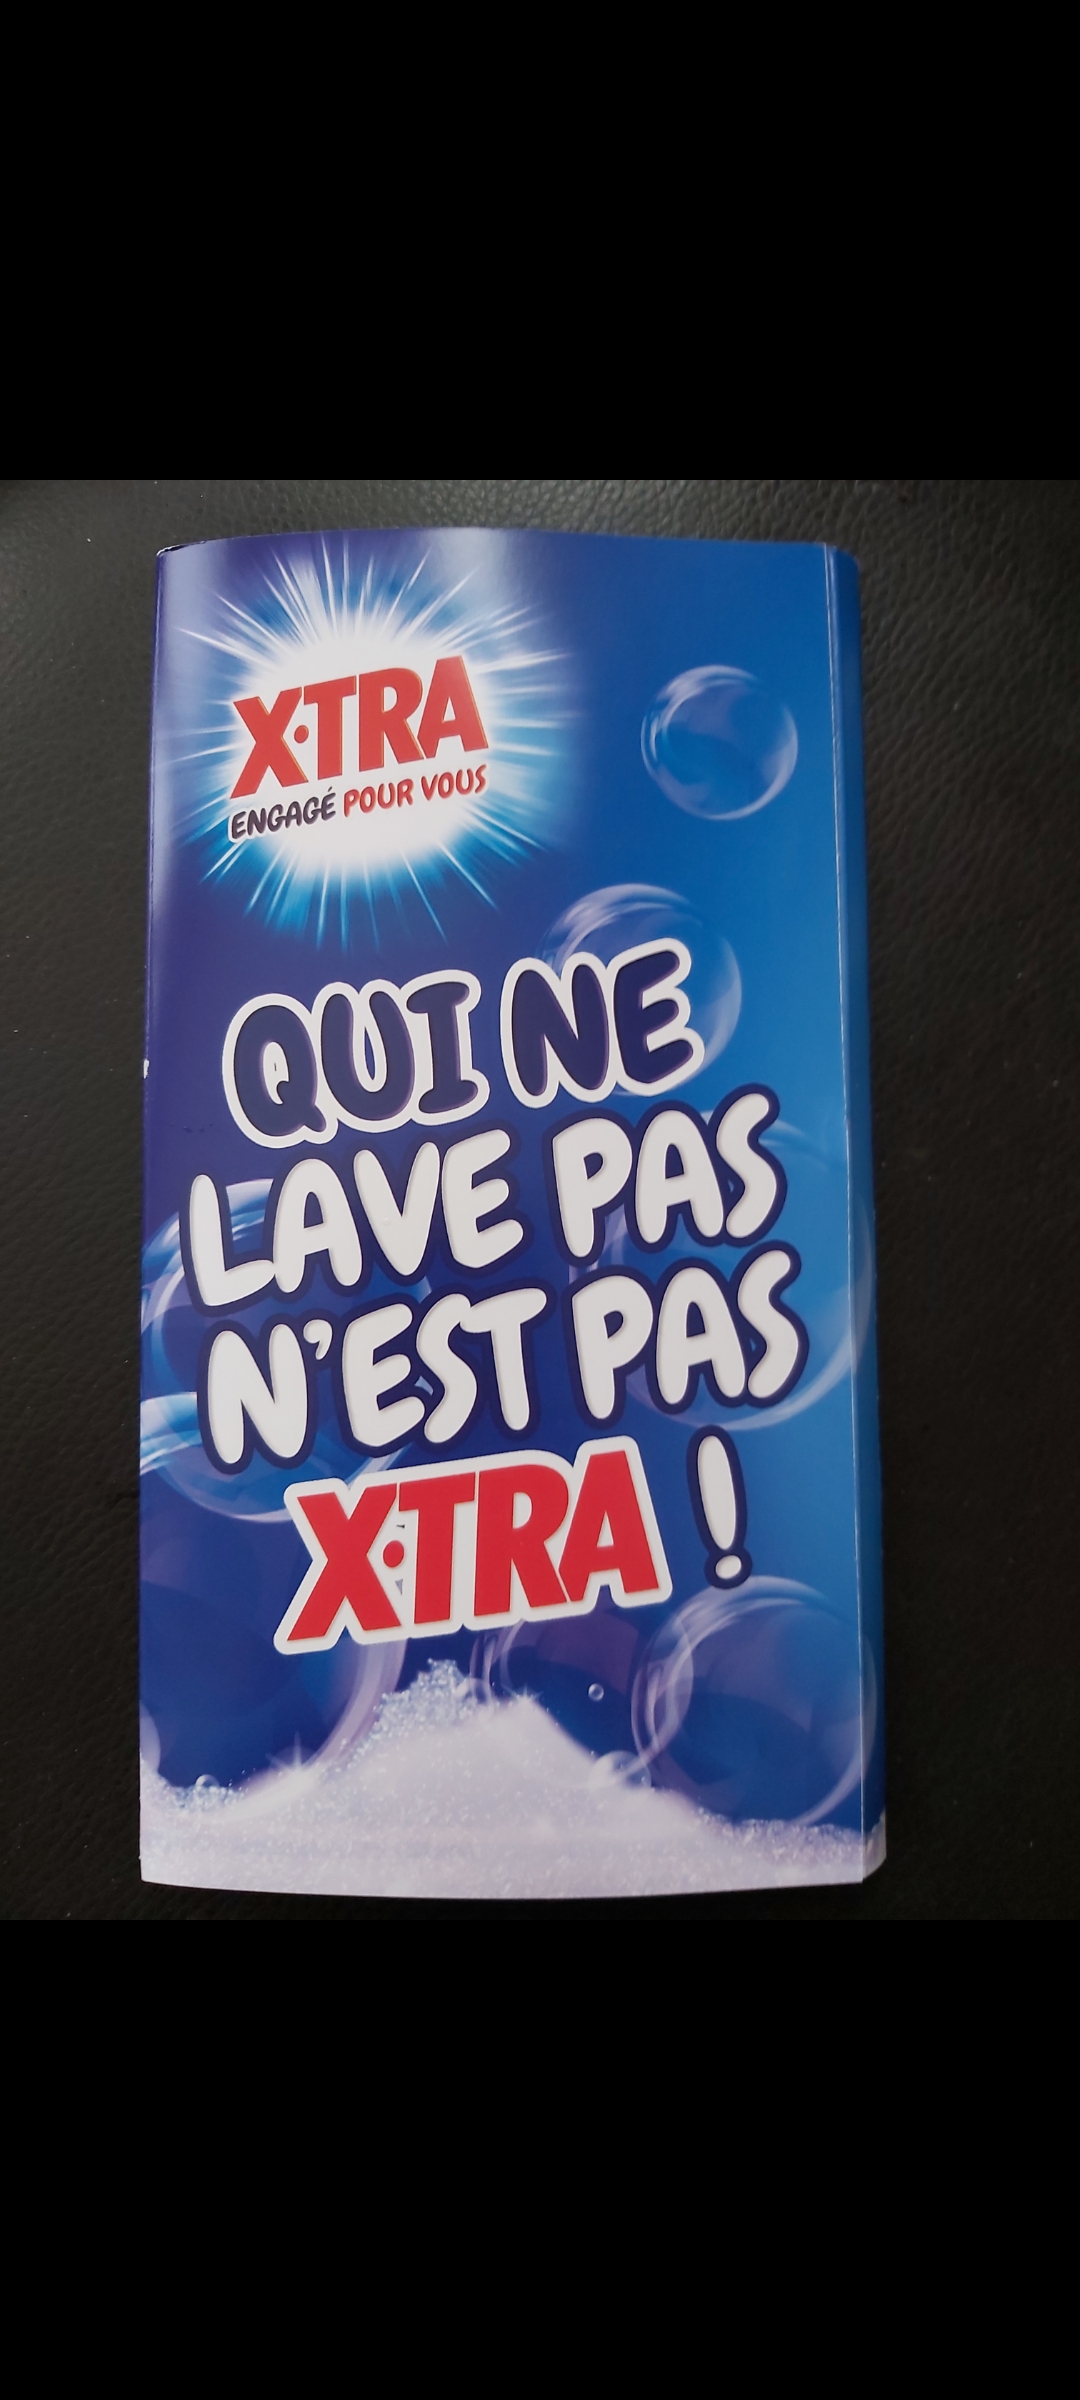 X·TRA
ENGAGÉ POUR VOUS
QUI NE
LAVE PAS
N'EST PAS
X·TRA !